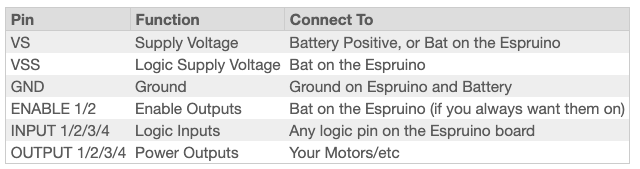 Pin Function Connect To
VS Supply Voltage Battery Positive, or Bat on the Espruino
VSS Logic Supply Voltage Bat on the Espruino
GND Ground Ground on Espruino and Battery
ENABLE 1/2 Enable Outputs Bat on the Espruino (if you always want them on)
INPUT 1/2/3/4 Logic Inputs Any logic pin on the Espruino board
OUTPUT 1/2/3/4 Power Outputs Your Motors/etc